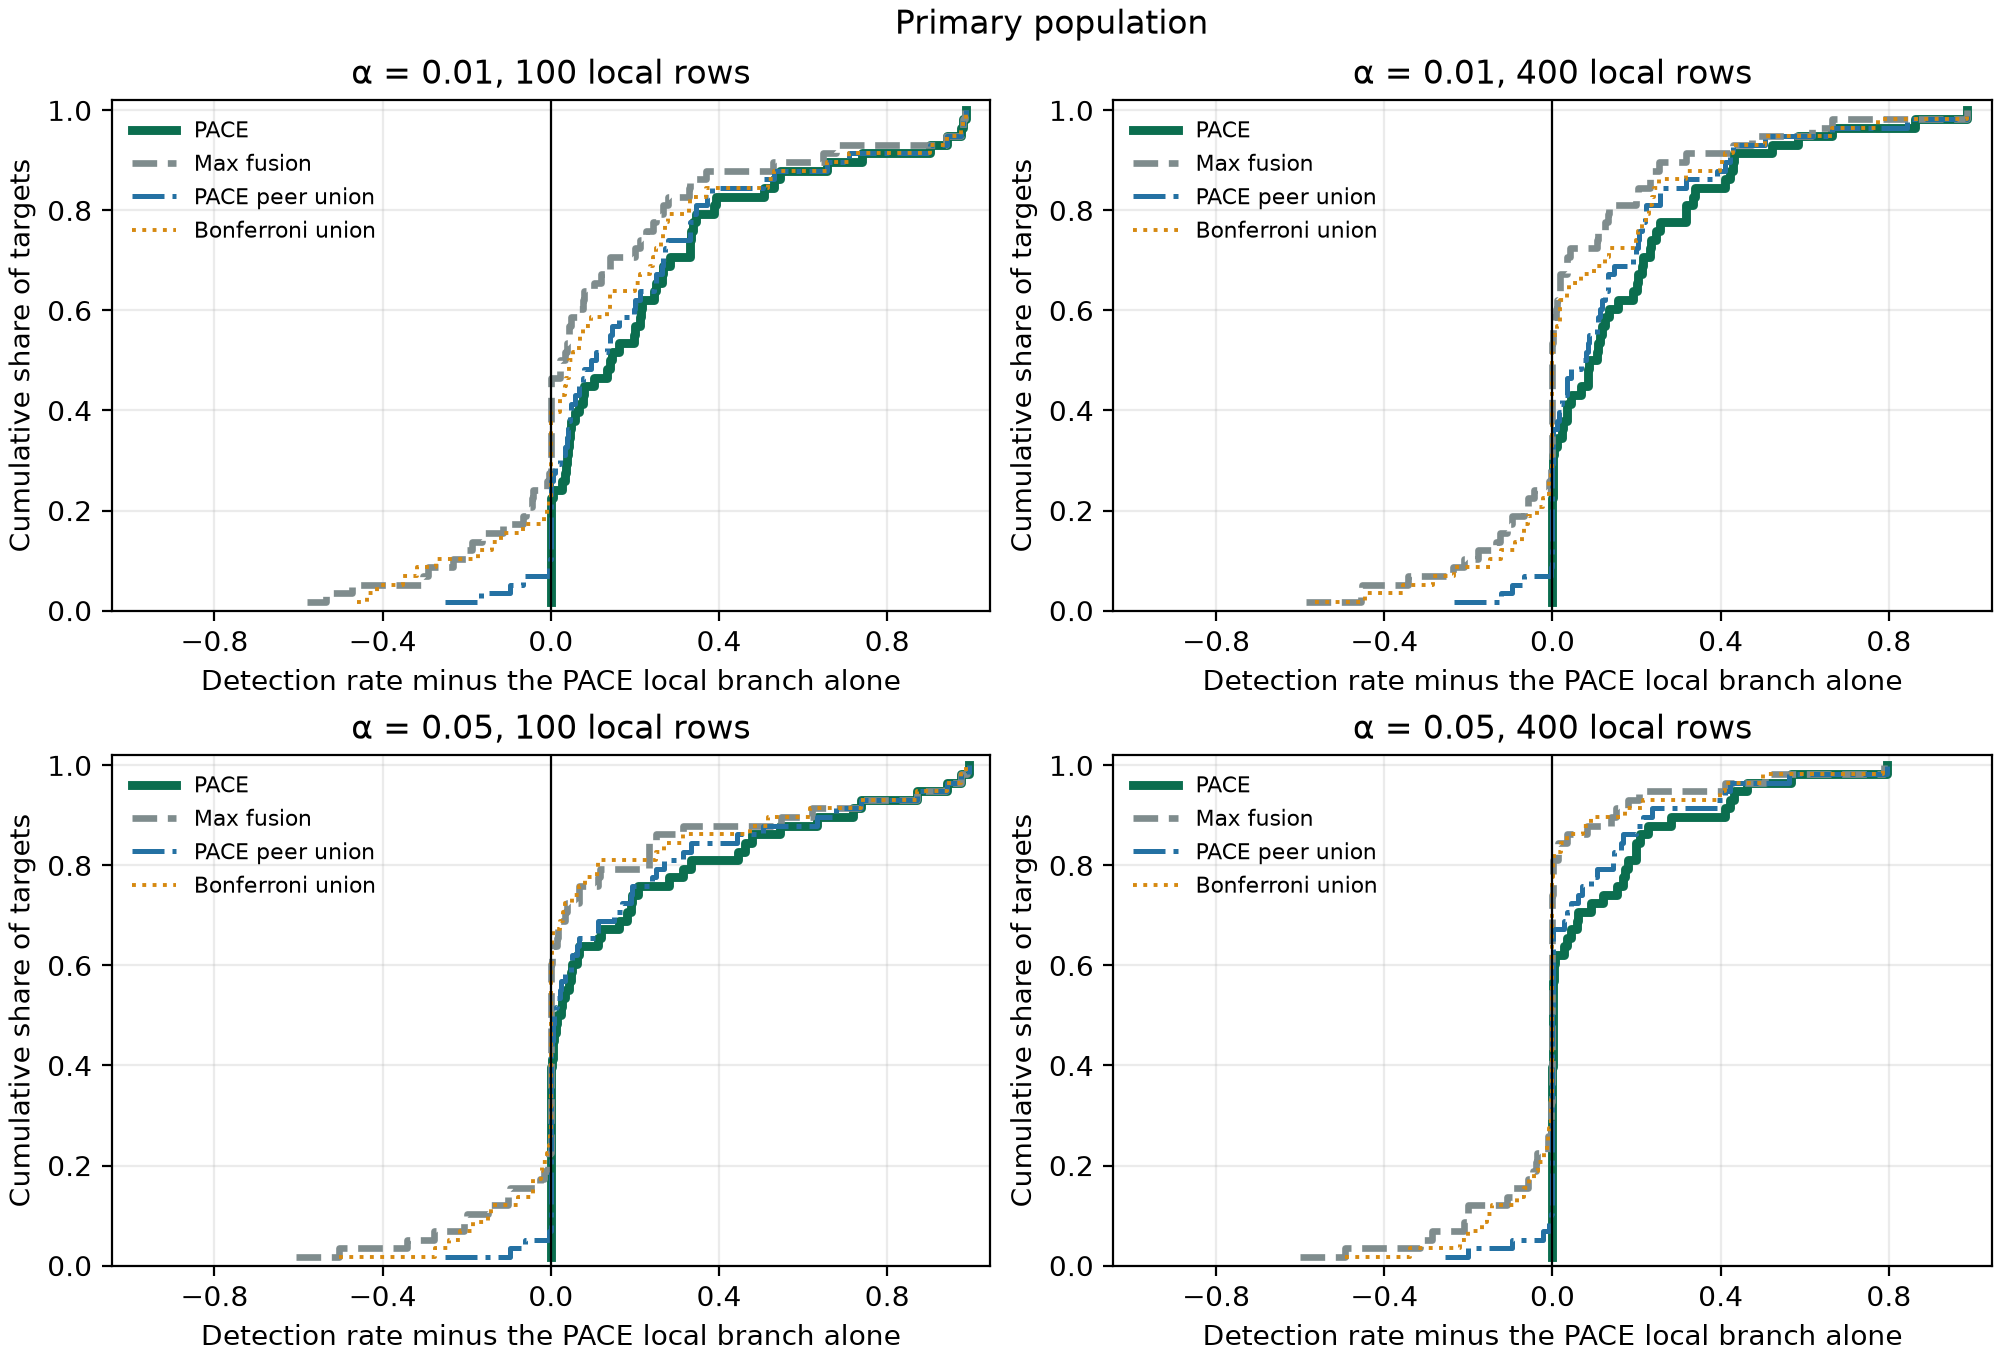 Primary population
α = 0.01, 100 local rows
1.0
0.8
0.6
0.4
0.2
0.0
Cumulative share of targets
PACE
Max fusion
PACE peer union
Bonferroni union
−0.8
−0.4
0.0
0.4
0.8
Detection rate minus the PACE local branch alone
α = 0.01, 400 local rows
1.0
0.8
0.6
0.4
0.2
0.0
Cumulative share of targets
PACE
Max fusion
PACE peer union
Bonferroni union
−0.8
−0.4
0.0
0.4
0.8
Detection rate minus the PACE local branch alone
α = 0.05, 100 local rows
1.0
0.8
0.6
0.4
0.2
0.0
Cumulative share of targets
PACE
Max fusion
PACE peer union
Bonferroni union
−0.8
−0.4
0.0
0.4
0.8
Detection rate minus the PACE local branch alone
α = 0.05, 400 local rows
1.0
0.8
0.6
0.4
0.2
0.0
Cumulative share of targets
PACE
Max fusion
PACE peer union
Bonferroni union
−0.8
−0.4
0.0
0.4
0.8
Detection rate minus the PACE local branch alone